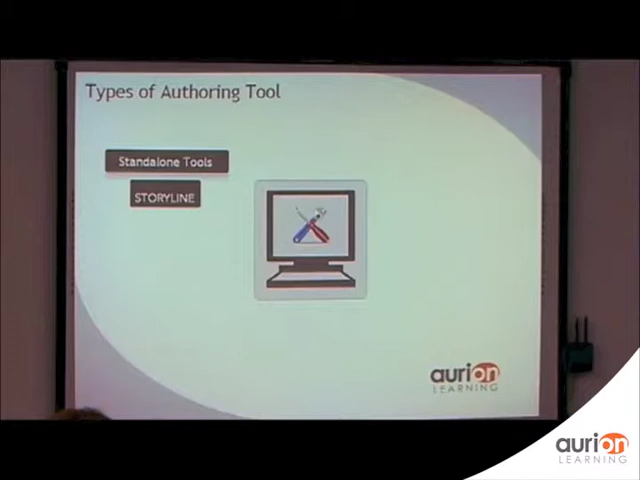 Types of Authoring Tool
Standalone Tools
STORYLINE
aurion
LEARNING
aurion
LEARNING